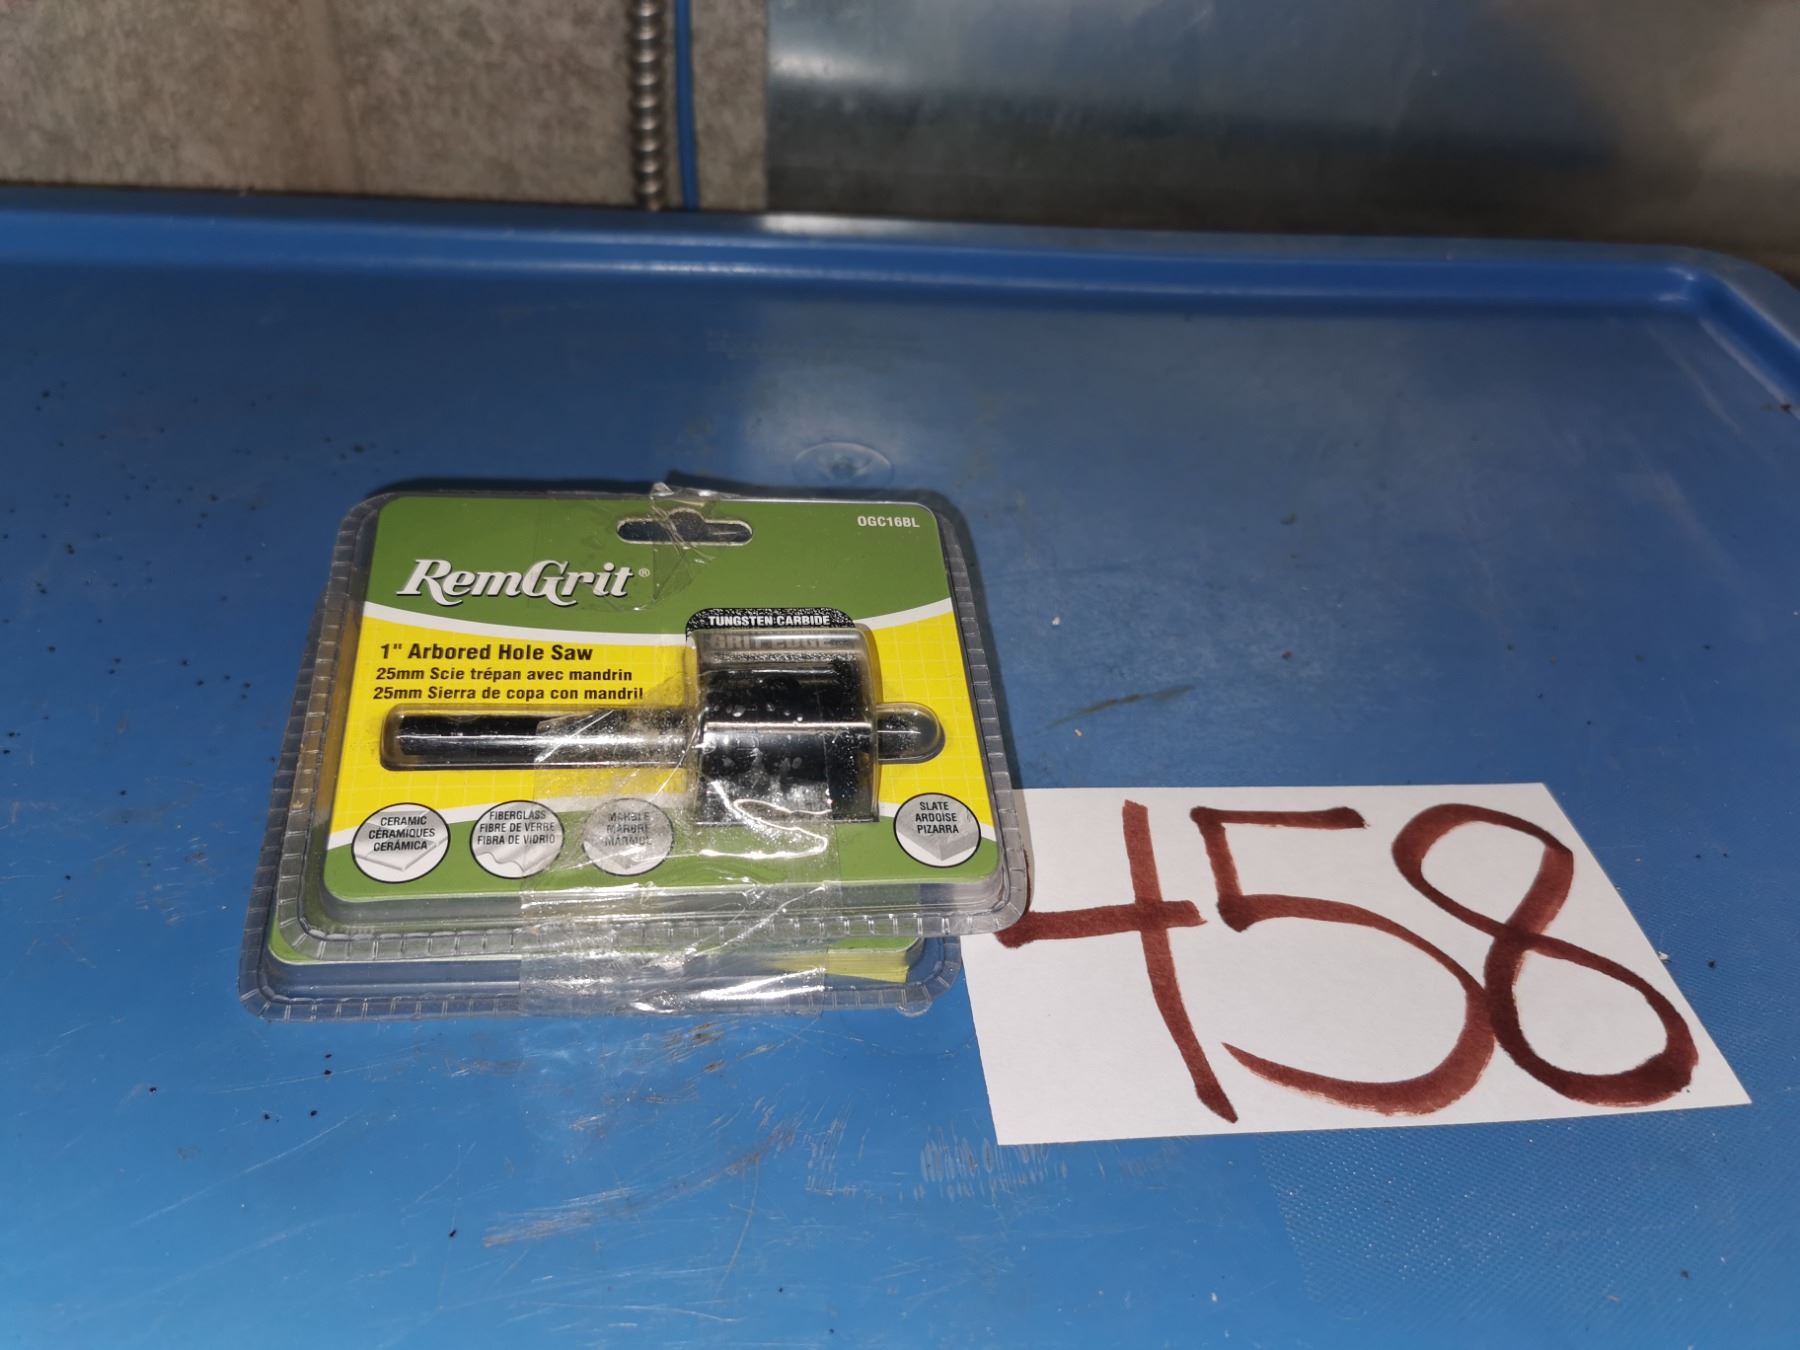 OGC16BL
RemGrit®
TUNGSTEN CARBIDE
1" Arbored Hole Saw
25mm Scie trépan avec mandrin
25mm Sierra de copa con mandril
CERAMIC
CÉRAMIQUES
CERÁMICA
FIBERGLASS
FIBRE DE VERRE
FIBRA DE VIDRIO
MARBLE
MARBRE
MÁRMOL
SLATE
ARDOISE
PIZARRA
458